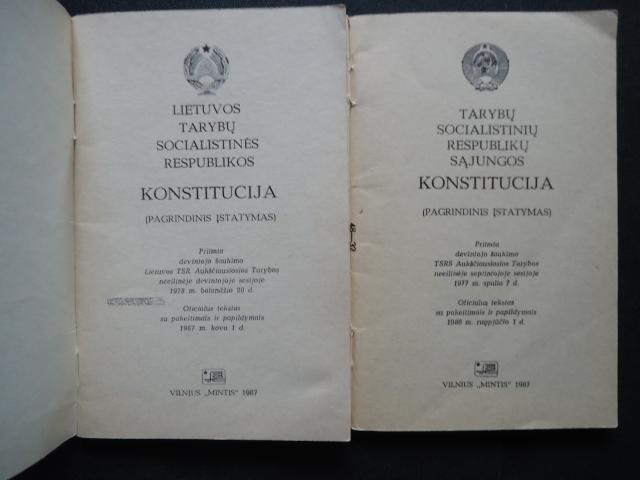 LIETUVOS
TARYBŲ
SOCIALISTINĖS
RESPUBLIKOS
KONSTITUCIJA
(PAGRINDINIS ĮSTATYMAS)
Priimta
devintojo šaukimo
Lietuvos TSR Aukščiausiosios Tarybos
neeilinėje devintojoje sesijoje
1978 m. balandžio 20 d.
Oficialus tekstas
su pakeitimais ir papildymais
1987 m. kovo 1 d.
VILNIUS „MINTIS“ 1987
TARYBŲ
SOCIALISTINIŲ
RESPUBLIKŲ
SĄJUNGOS
KONSTITUCIJA
(PAGRINDINIS ĮSTATYMAS)
Priimta
devintojo šaukimo
TSRS Aukščiausiosios Tarybos
neeilinėje septintojoje sesijoje
1977 m. spalio 7 d.
Oficialus tekstas
su pakeitimais ir papildymais
1986 m. rugpjūčio 1 d.
VILNIUS „MINTIS“ 1987